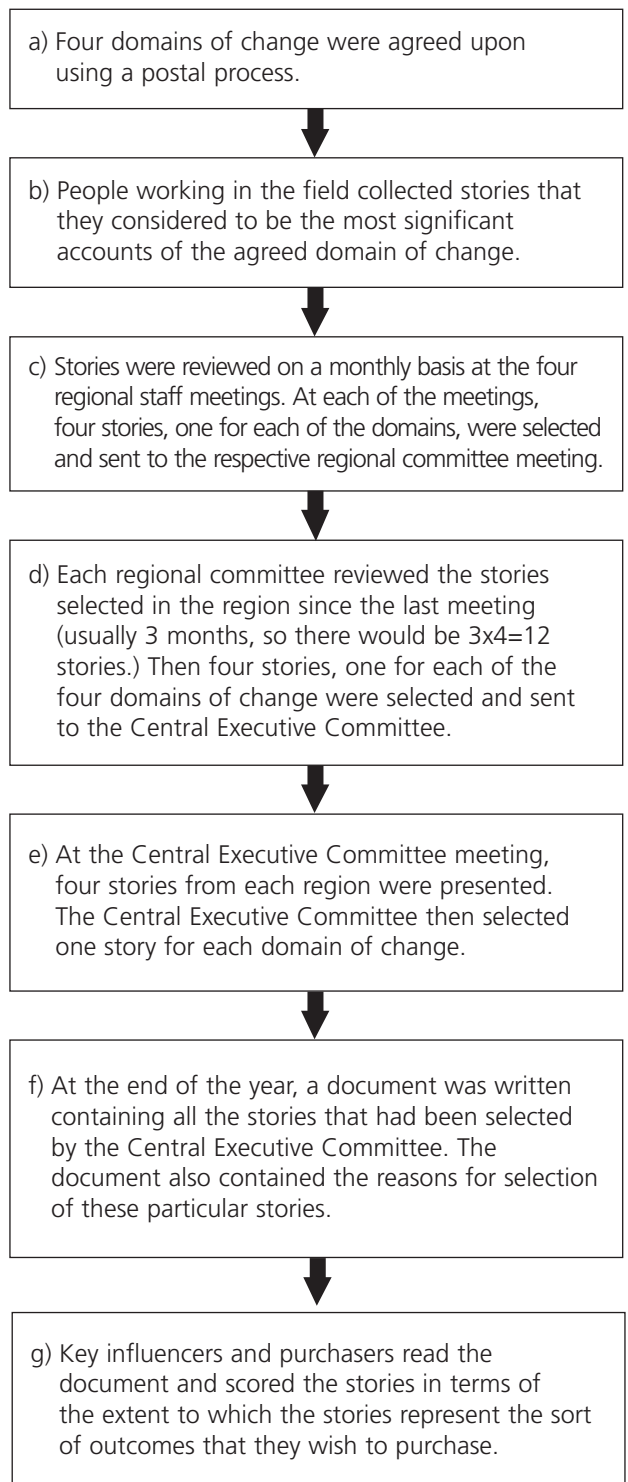 a) Four domains of change were agreed upon
using a postal process.
b) People working in the field collected stories that
they considered to be the most significant
accounts of the agreed domain of change.
c) Stories were reviewed on a monthly basis at the four
regional staff meetings. At each of the meetings,
four stories, one for each of the domains, were selected
and sent to the respective regional committee meeting.
d) Each regional committee reviewed the stories
selected in the region since the last meeting
(usually 3 months, so there would be 3x4=12
stories.) Then four stories, one for each of the
four domains of change were selected and sent
to the Central Executive Committee.
e) At the Central Executive Committee meeting,
four stories from each region were presented.
The Central Executive Committee then selected
one story for each domain of change.
f) At the end of the year, a document was written
containing all the stories that had been selected
by the Central Executive Committee. The
document also contained the reasons for selection
of these particular stories.
g) Key influencers and purchasers read the
document and scored the stories in terms of
the extent to which the stories represent the sort
of outcomes that they wish to purchase.